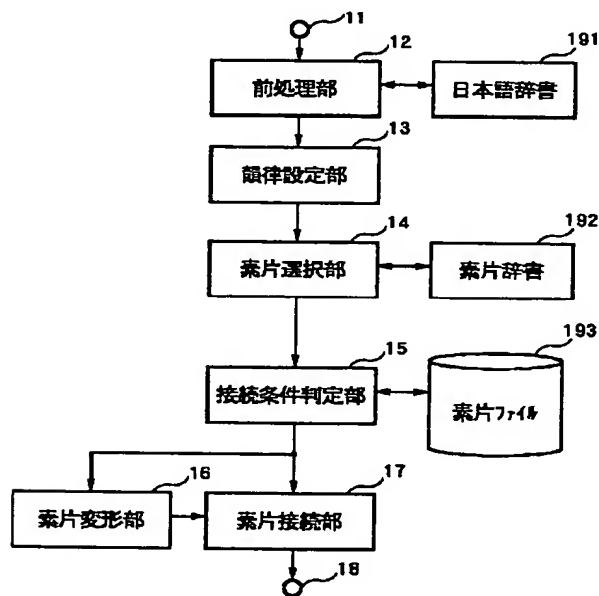 11
12
191
前処理部
日本語辞書
13
韻律設定部
14
192
素片選択部
素片辞書
15
193
接続条件判定部
素片ファイル
16
17
素片変形部
素片接続部
18